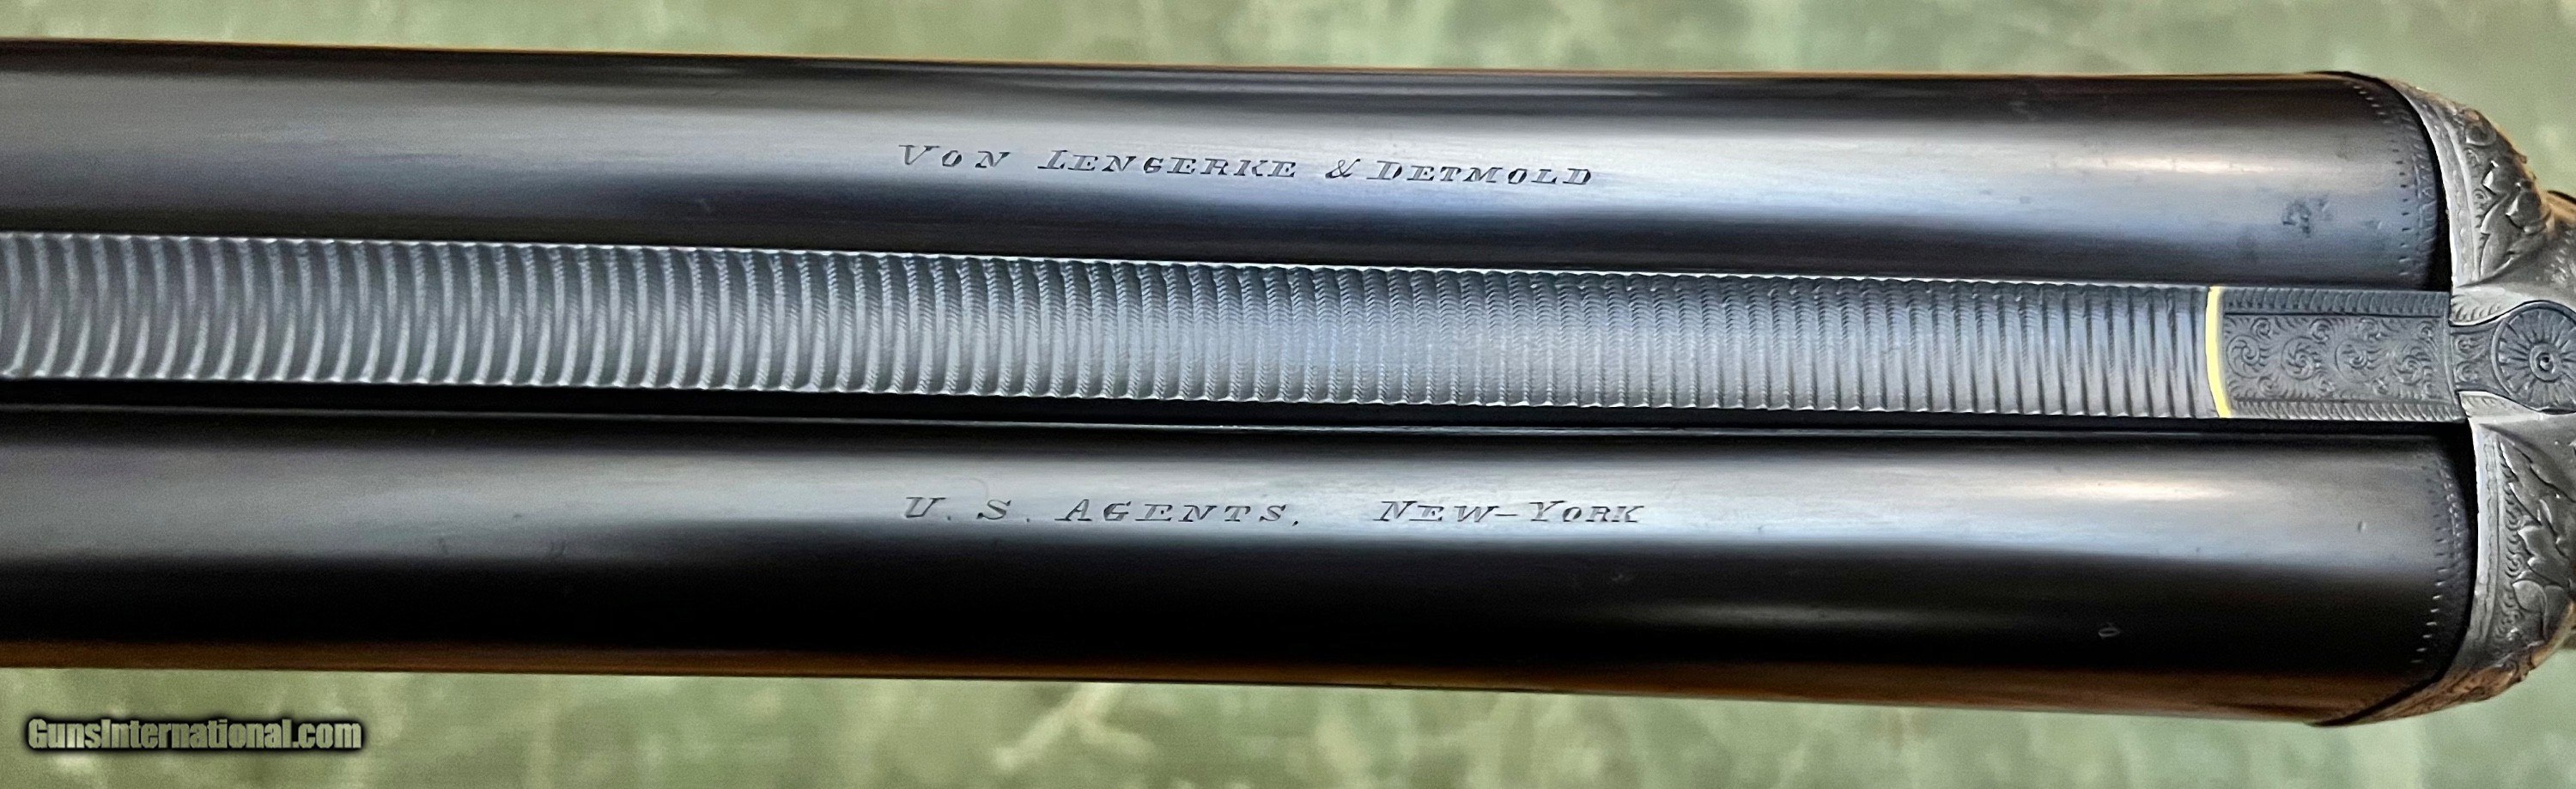 VON LENGERKE & DETMOLD
U. S. AGENTS, NEW-YORK
GunsInternational.com